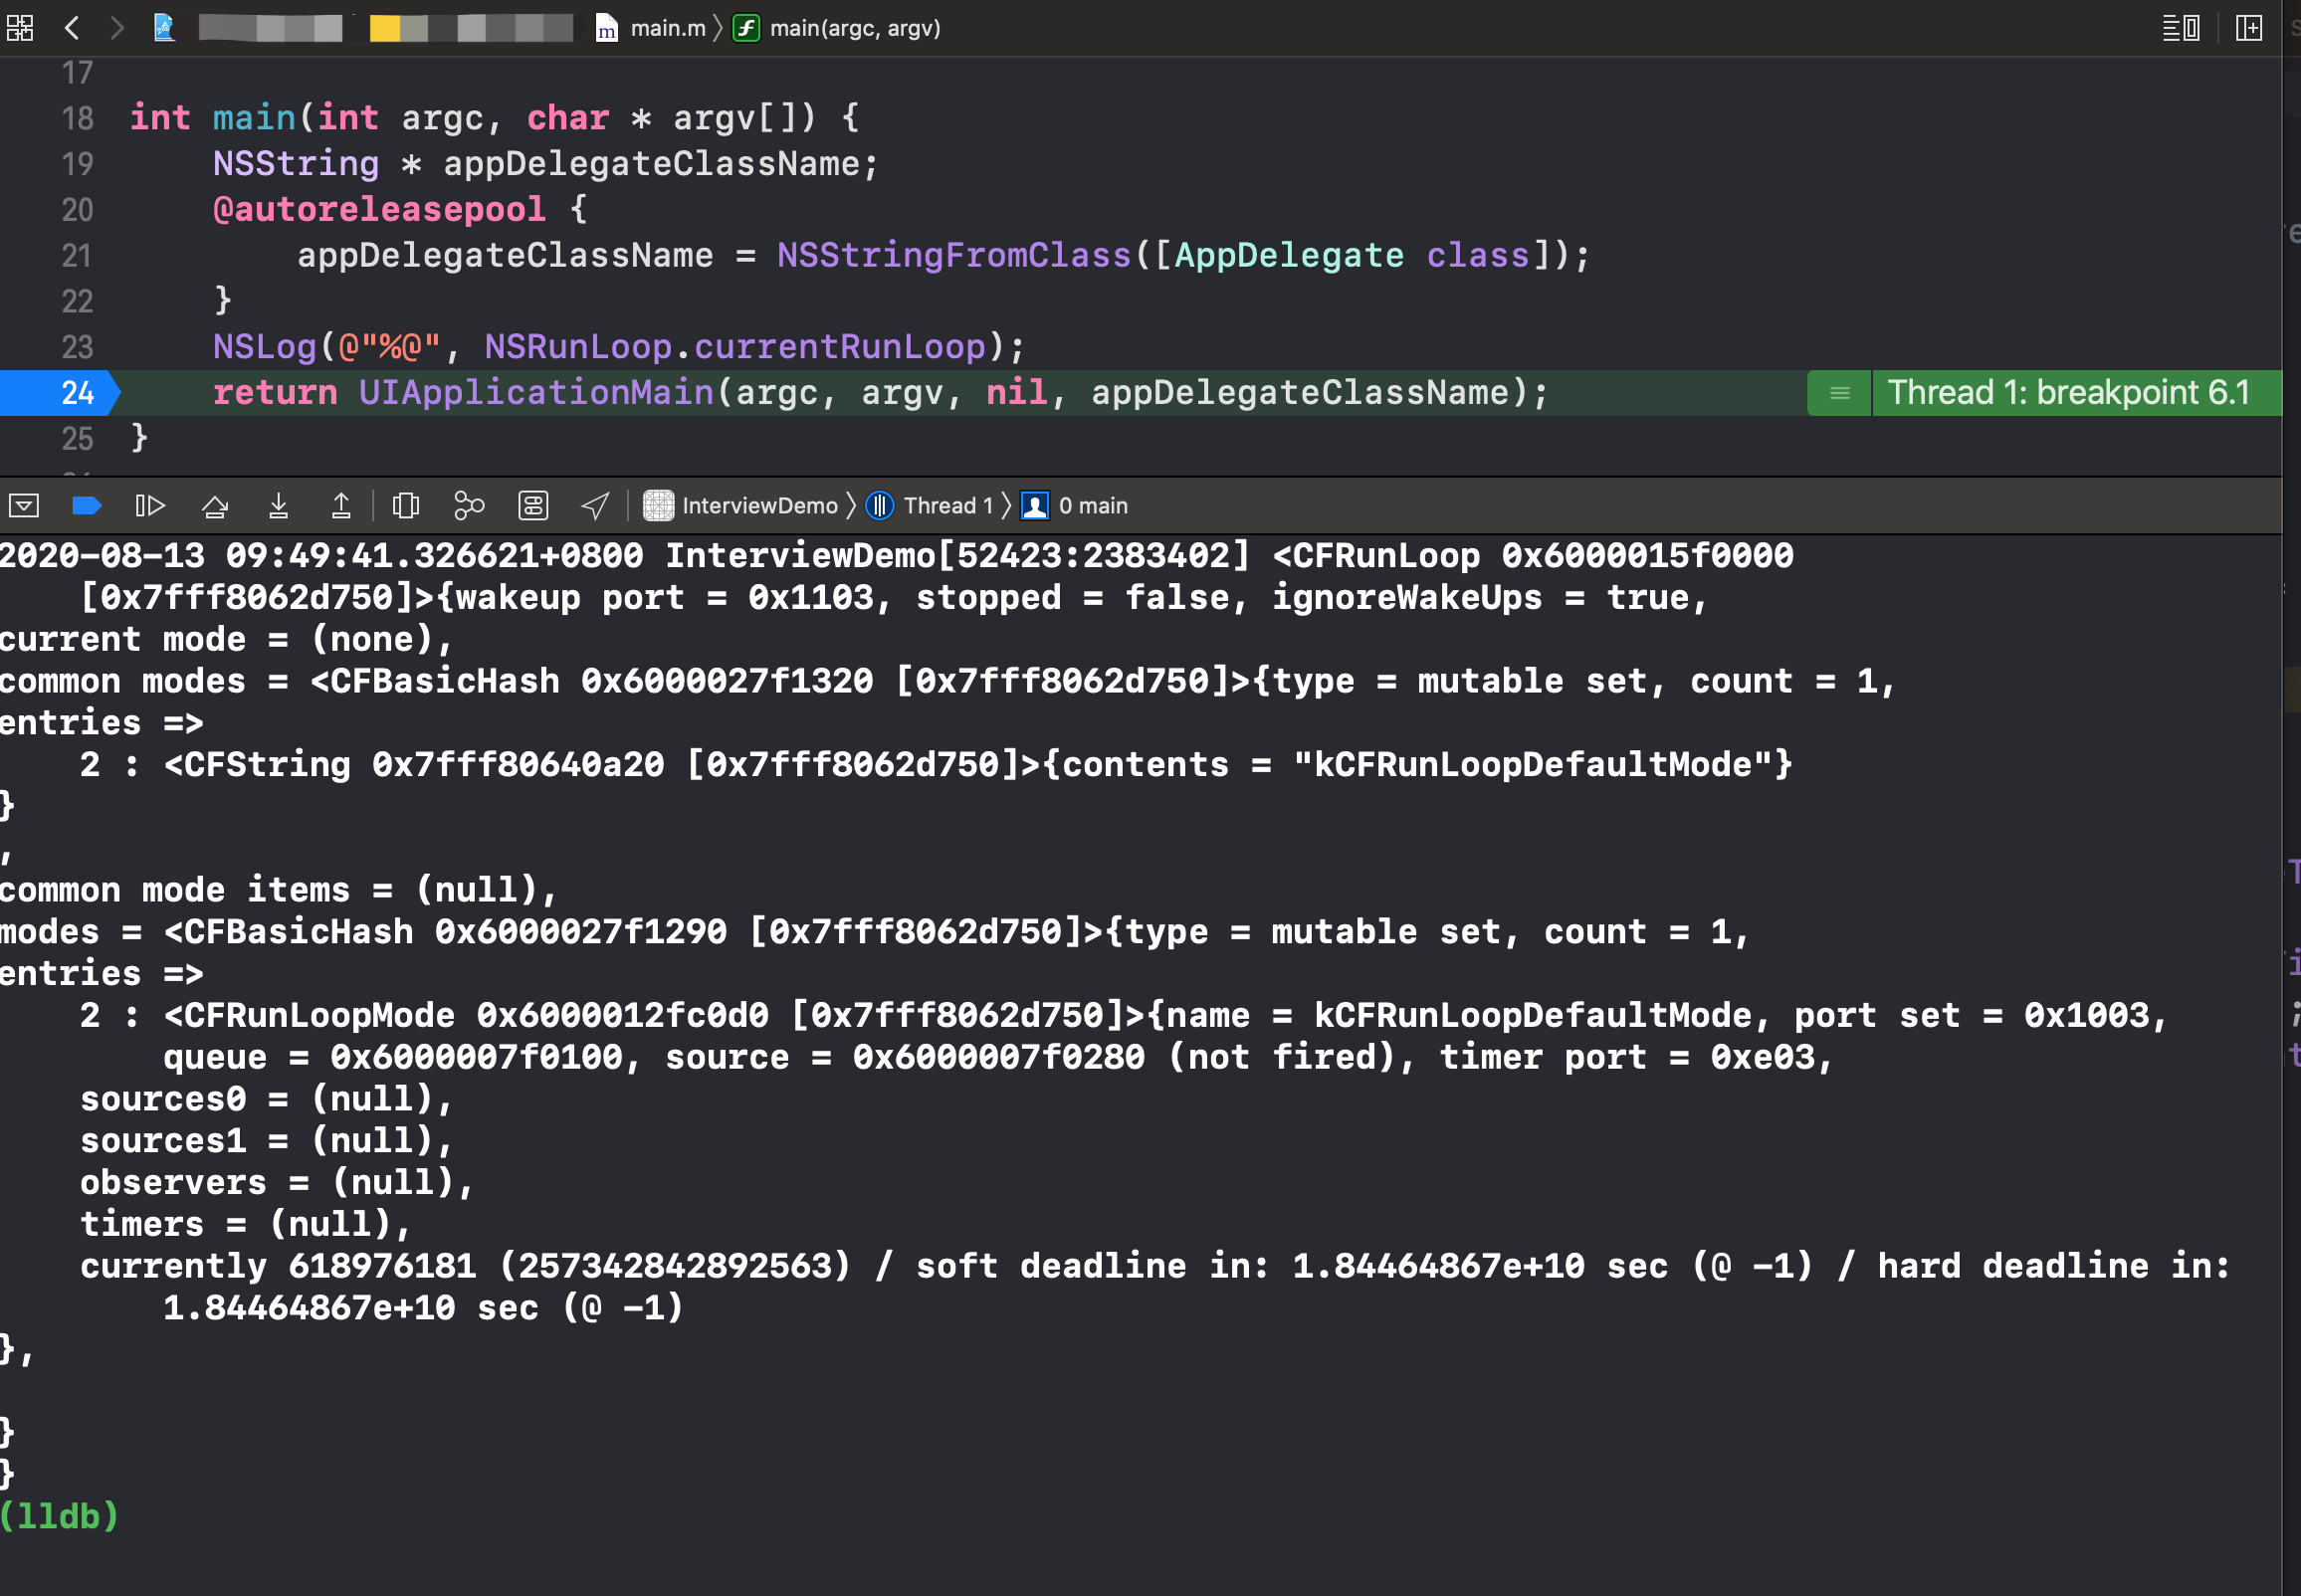 main.m 〉 main(argc, argv)
17
18 int main(int argc, char * argv[]) {
19 NSString * appDelegateClassName;
20 @autoreleasepool {
21 appDelegateClassName = NSStringFromClass([AppDelegate class]);
22 }
23 NSLog(@"%@", NSRunLoop.currentRunLoop);
24 return UIApplicationMain(argc, argv, nil, appDelegateClassName); Thread 1: breakpoint 6.1
25 }
InterviewDemo 〉 Thread 1 〉 0 main
2020-08-13 09:49:41.326621+0800 InterviewDemo[52423:2383402] <CFRunLoop 0x6000015f0000
[0x7fff8062d750]>{wakeup port = 0x1103, stopped = false, ignoreWakeUps = true,
current mode = (none),
common modes = <CFBasicHash 0x6000027f1320 [0x7fff8062d750]>{type = mutable set, count = 1,
entries =>
2 : <CFString 0x7fff80640a20 [0x7fff8062d750]>{contents = "kCFRunLoopDefaultMode"}
}
,
common mode items = (null),
modes = <CFBasicHash 0x6000027f1290 [0x7fff8062d750]>{type = mutable set, count = 1,
entries =>
2 : <CFRunLoopMode 0x6000012fc0d0 [0x7fff8062d750]>{name = kCFRunLoopDefaultMode, port set = 0x1003,
queue = 0x6000007f0100, source = 0x6000007f0280 (not fired), timer port = 0xe03,
sources0 = (null),
sources1 = (null),
observers = (null),
timers = (null),
currently 618976181 (257342842892563) / soft deadline in: 1.84464867e+10 sec (@ -1) / hard deadline in:
1.84464867e+10 sec (@ -1)
},
}
}
(lldb)